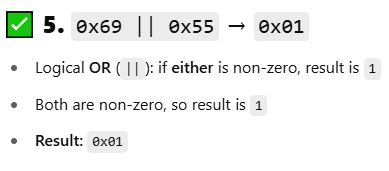 ✅ 5. 0x69 || 0x55 → 0x01
• Logical OR (||): if either is non-zero, result is 1
• Both are non-zero, so result is 1
• Result: 0x01